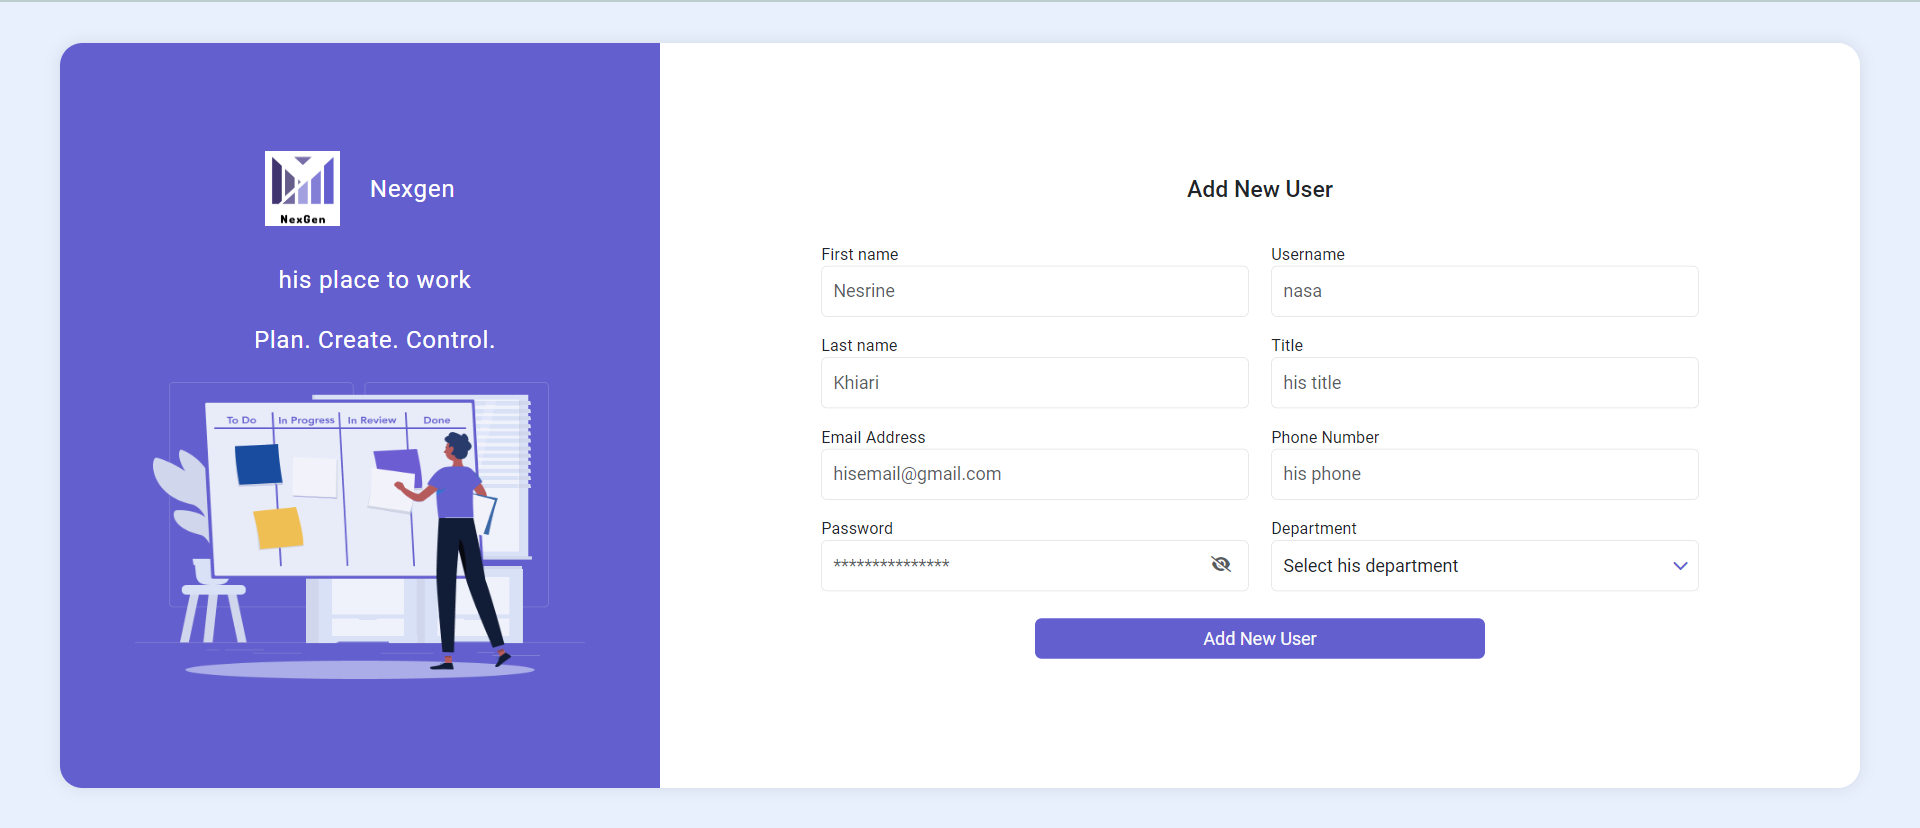 NexGen
Nexgen
his place to work
Plan. Create. Control.
To Do
In Progress
In Review
Done
Add New User
First name
Nesrine
Username
nasa
Last name
Khiari
Title
his title
Email Address
hisemail@gmail.com
Phone Number
his phone
Password
***************
Department
Select his department
Add New User